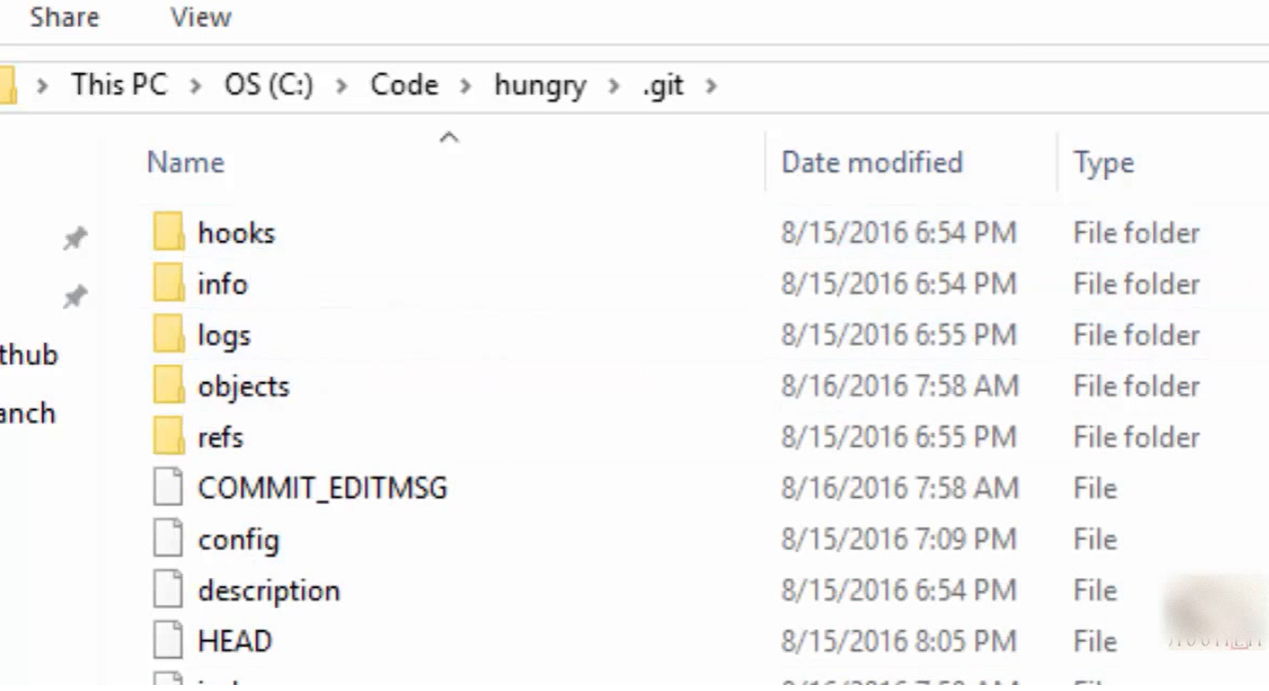 Share View
This PC > OS (C:) > Code > hungry > .git >
Name Date modified Type
hooks 8/15/2016 6:54 PM File folder
info 8/15/2016 6:54 PM File folder
logs 8/15/2016 6:55 PM File folder
thub
objects 8/16/2016 7:58 AM File folder
anch
refs 8/15/2016 6:55 PM File folder
COMMIT_EDITMSG 8/16/2016 7:58 AM File
config 8/15/2016 7:09 PM File
description 8/15/2016 6:54 PM File
HEAD 8/15/2016 8:05 PM File